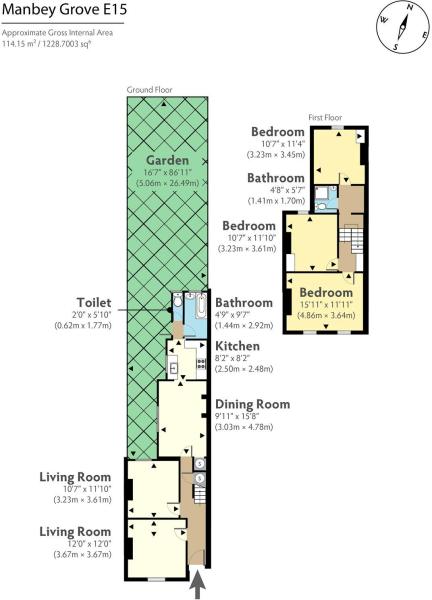 Manbey Grove E15
Approximate Gross Internal Area
114.15 m² / 1228.7003 sq ft
N
W
E
S
Ground Floor
Garden
16'7" x 86'11"
(5.06m x 26.49m)
Toilet
2'0" x 5'10"
(0.62m x 1.77m)
Bathroom
4'9" x 9'7"
(1.44m x 2.92m)
Kitchen
8'2" x 8'2"
(2.50m x 2.48m)
Dining Room
9'11" x 15'8"
(3.03m x 4.78m)
Living Room
10'7" x 11'10"
(3.23m x 3.61m)
Living Room
12'0" x 12'0"
(3.67m x 3.67m)
S
S
First Floor
Bedroom
10'7" x 11'4"
(3.23m x 3.45m)
Bathroom
4'8" x 5'7"
(1.41m x 1.70m)
Bedroom
10'7" x 11'10"
(3.23m x 3.61m)
Bedroom
15'11" x 11'11"
(4.86m x 3.64m)